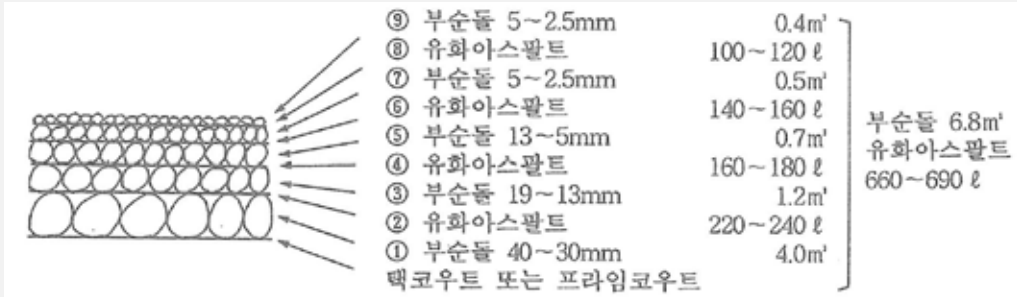 ⑨ 부순돌 5~2.5mm 0.4㎥
⑧ 유화아스팔트 100~120 ℓ
⑦ 부순돌 5~2.5mm 0.5㎥
⑥ 유화아스팔트 140~160 ℓ
⑤ 부순돌 13~5mm 0.7㎥
④ 유화아스팔트 160~180 ℓ
③ 부순돌 19~13mm 1.2㎥
② 유화아스팔트 220~240 ℓ
① 부순돌 40~30mm 4.0㎥
택코우트 또는 프라임코우트
부순돌 6.8㎥
유화아스팔트
660~690 ℓ